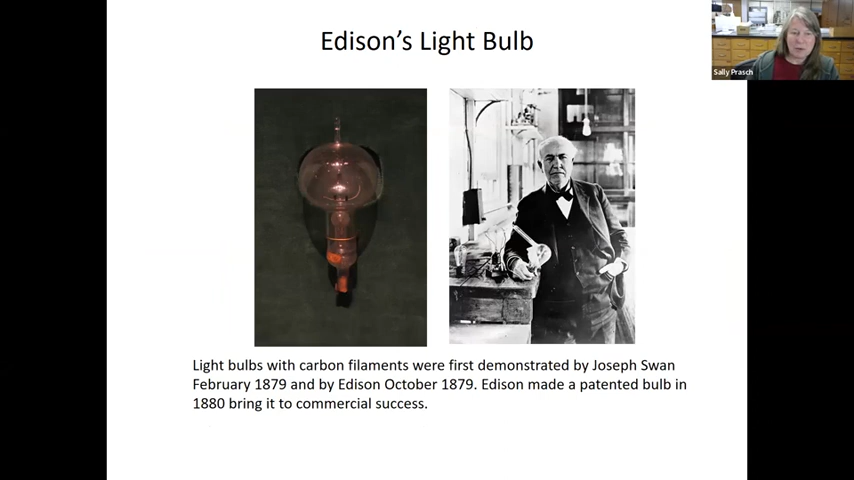 Edison's Light Bulb
Sally Prasch
Light bulbs with carbon filaments were first demonstrated by Joseph Swan
February 1879 and by Edison October 1879. Edison made a patented bulb in
1880 bring it to commercial success.